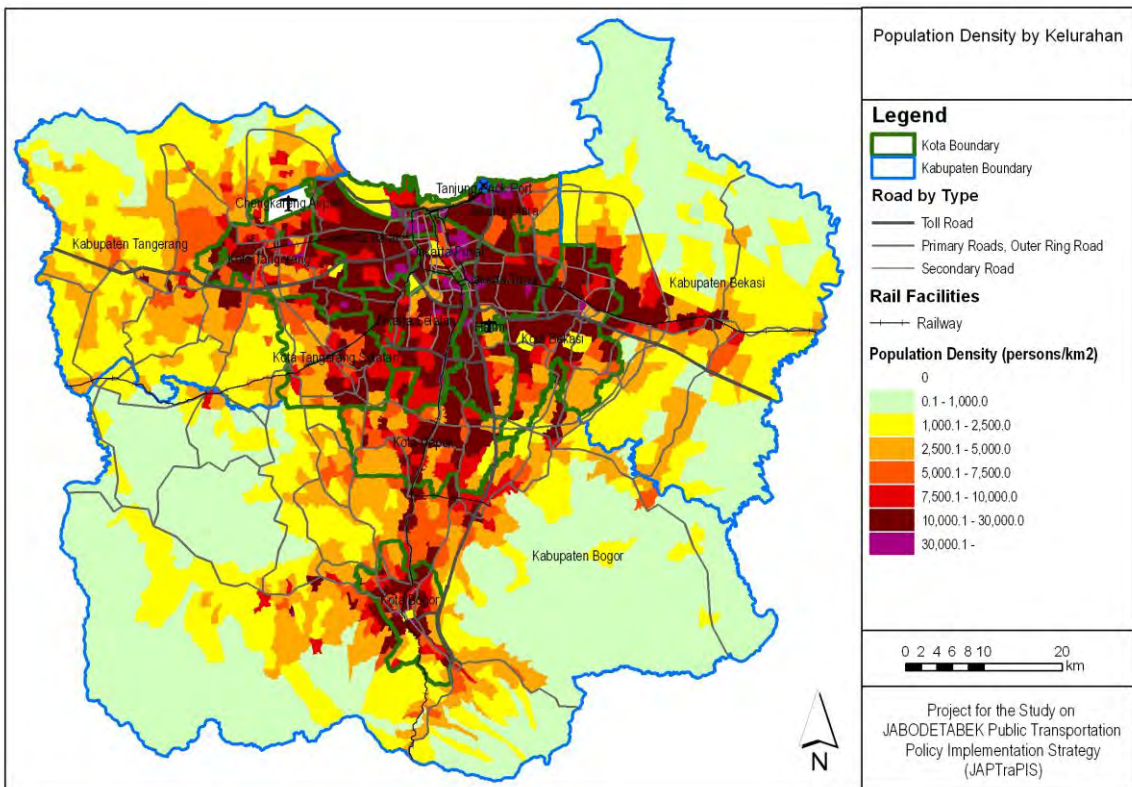 Population Density by Kelurahan
Legend
Kota Boundary
Kabupaten Boundary
Road by Type
Toll Road
Primary Roads, Outer Ring Road
Secondary Road
Rail Facilities
Railway
Population Density (persons/km2)
0
0.1 - 1,000.0
1,000.1 - 2,500.0
2,500.1 - 5,000.0
5,000.1 - 7,500.0
7,500.1 - 10,000.0
10,000.1 - 30,000.0
30,000.1 -
0 2 4 6 8 10 20
km
Project for the Study on
JABODETABEK Public Transportation
Policy Implementation Strategy
(JAPTraPIS)
N
Tanjung Priok Port
Kabupaten Tangerang
Kota Tangerang
Kabupaten Bekasi
Jakarta Selatan
Kota Bekasi
Kota Tangerang Selatan
Kabupaten Bogor
Kota Bogor